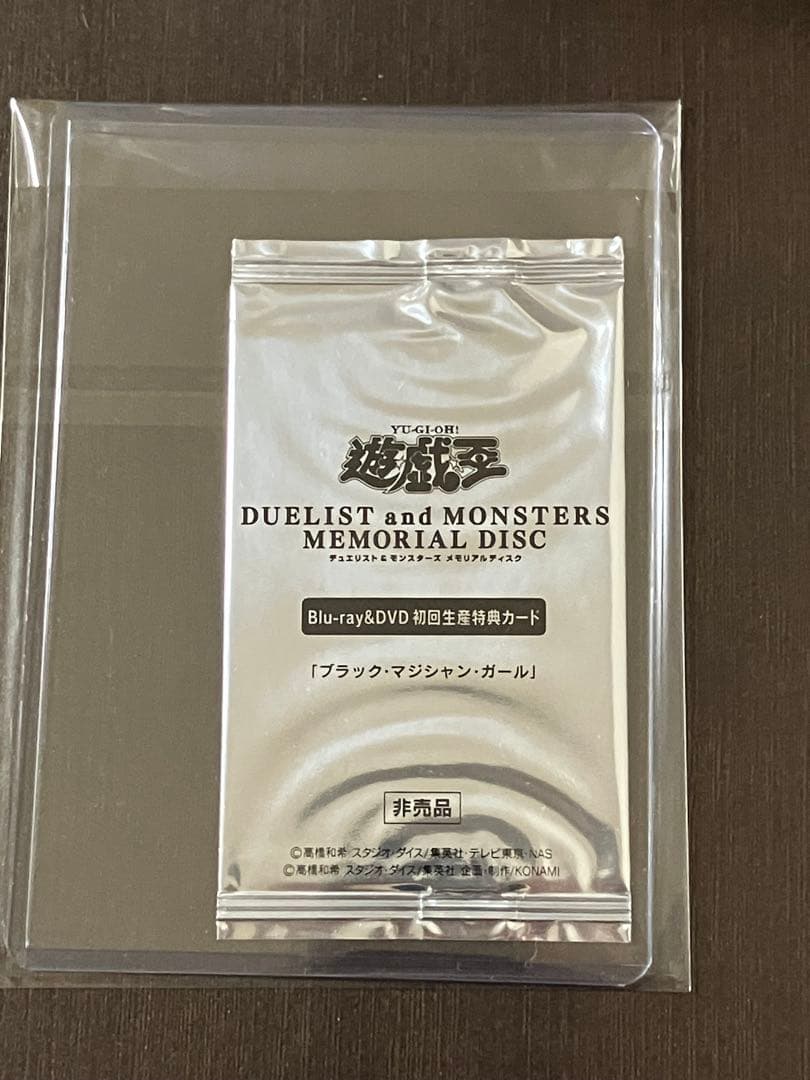 YU-GI-OH!
遊戯王
DUELIST and MONSTERS
MEMORIAL DISC
デュエリスト&モンスターズ メモリアルディスク
Blu-ray&DVD 初回生産特典カード
「ブラック・マジシャン・ガール」
非売品
©高橋和希 スタジオ・ダイス/集英社・テレビ東京・NAS
©高橋和希 スタジオ・ダイス/集英社 企画・制作/KONAMI